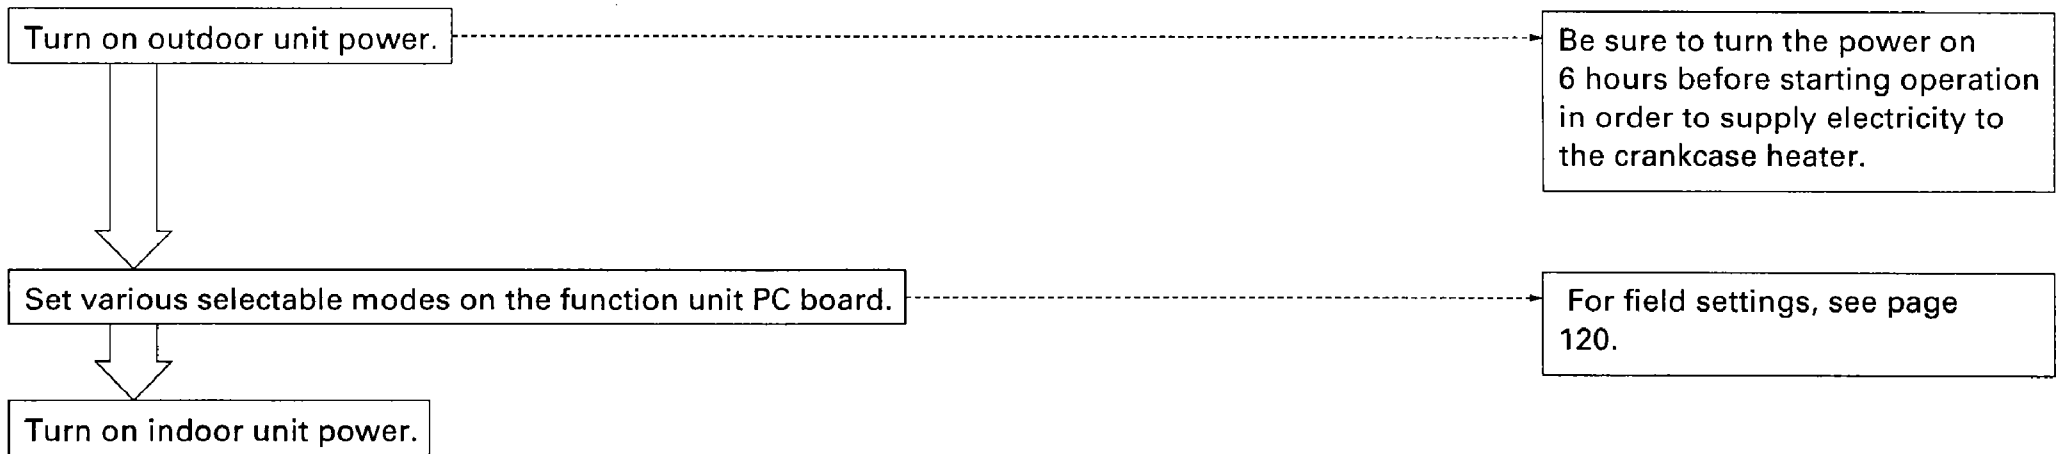 Turn on outdoor unit power.
Be sure to turn the power on
6 hours before starting operation
in order to supply electricity to
the crankcase heater.
Set various selectable modes on the function unit PC board.
For field settings, see page
120.
Turn on indoor unit power.